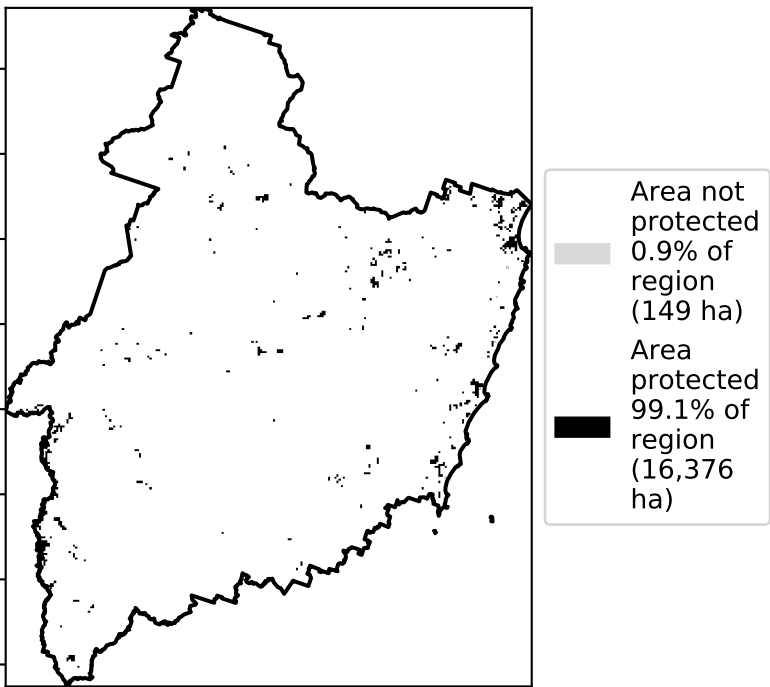 Area not
protected
0.9% of
region
(149 ha)
Area
protected
99.1% of
region
(16,376
ha)